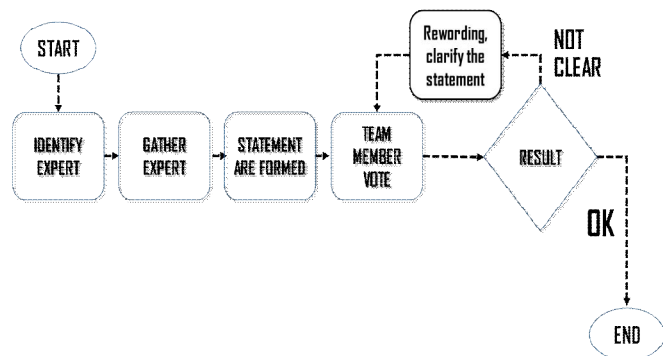 START
IDENTIFY
EXPERT
GATHER
EXPERT
STATEMENT
ARE FORMED
TEAM
MEMBER
VOTE
Rewording,
clarify the
statement
NOT
CLEAR
RESULT
OK
END